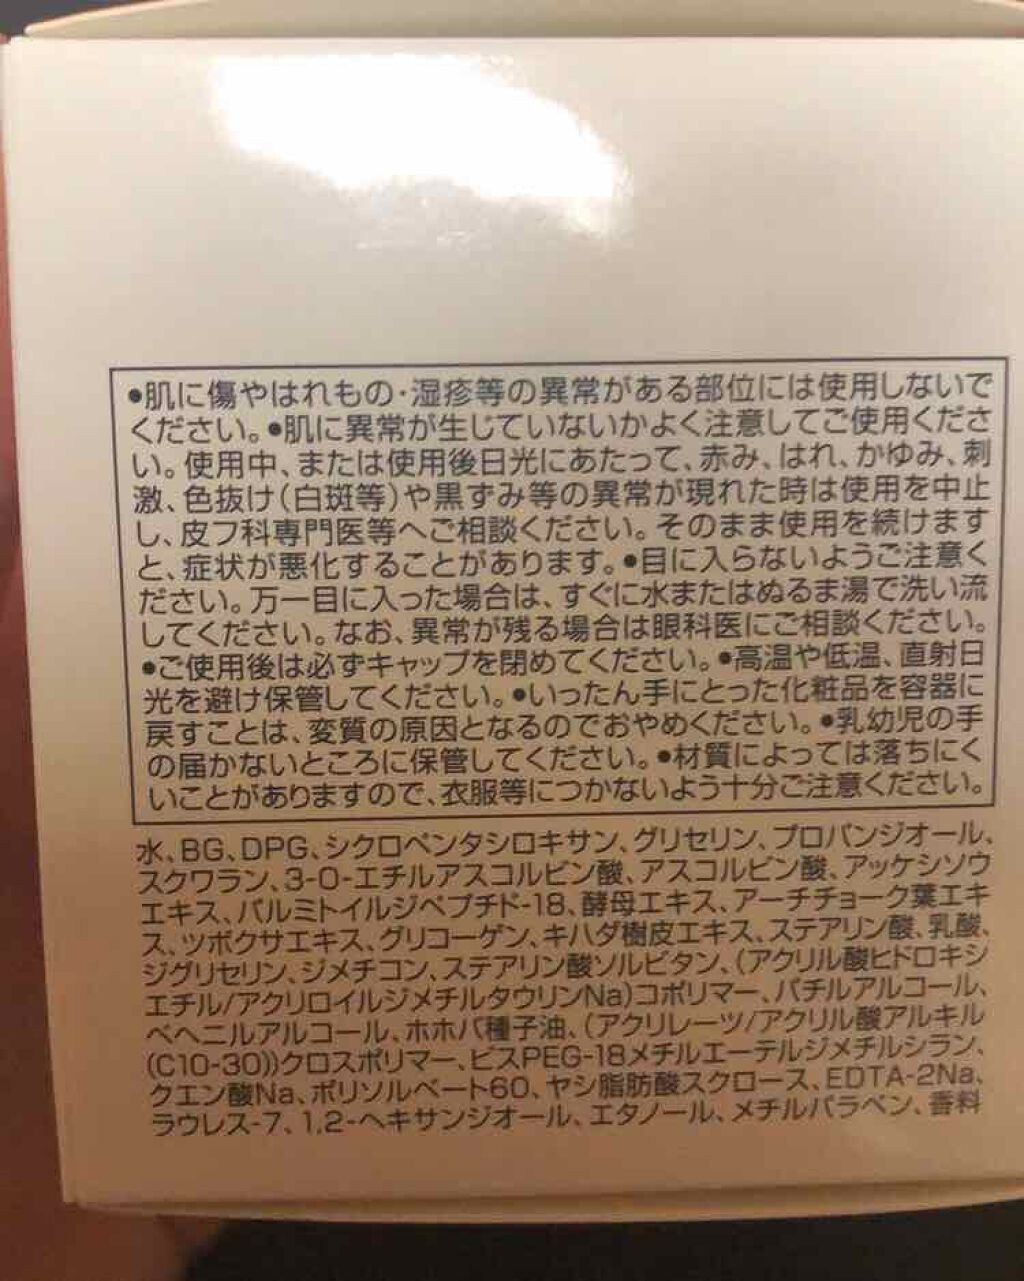 ●肌に傷やはれもの・湿疹等の異常がある部位には使用しないで
ください。●肌に異常が生じていないかよく注意してご使用くださ
い。使用中、または使用後日光にあたって、赤み、はれ、かゆみ、刺
激、色抜け(白斑等)や黒ずみ等の異常が現れた時は使用を中止
し、皮フ科専門医等へご相談ください。そのまま使用を続けます
と、症状が悪化することがあります。●目に入らないようご注意く
ださい。万一目に入った場合は、すぐに水またはぬるま湯で洗い流
してください。なお、異常が残る場合は眼科医にご相談ください。
●ご使用後は必ずキャップを閉めてください。●高温や低温、直射日
光を避け保管してください。●いったん手にとった化粧品を容器に
戻すことは、変質の原因となるのでおやめください。●乳幼児の手
の届かないところに保管してください。●材質によっては落ちにく
いことがありますので、衣服等につかないよう十分ご注意ください。
水、BG、DPG、シクロペンタシロキサン、グリセリン、プロパンジオール、
スクワラン、3-O-エチルアスコルビン酸、アスコルビン酸、アッケシソウ
エキス、パルミトイルジペプチド-18、酵母エキス、アーチチョーク葉エキ
ス、ツボクサエキス、グリコーゲン、キハダ樹皮エキス、ステアリン酸、乳酸、
ジグリセリン、ジメチコン、ステアリン酸ソルビタン、(アクリル酸ヒドロキシ
エチル/アクリロイルジメチルタウリンNa)コポリマー、バチルアルコール、
ベヘニルアルコール、ホホバ種子油、(アクリレーツ/アクリル酸アルキル
(C10-30))クロスポリマー、ビスPEG-18メチルエーテルジメチルシラン、
クエン酸Na、ポリソルベート60、ヤシ脂肪酸スクロース、EDTA-2Na、
ラウレス-7、1,2-ヘキサンジオール、エタノール、メチルパラベン、香料